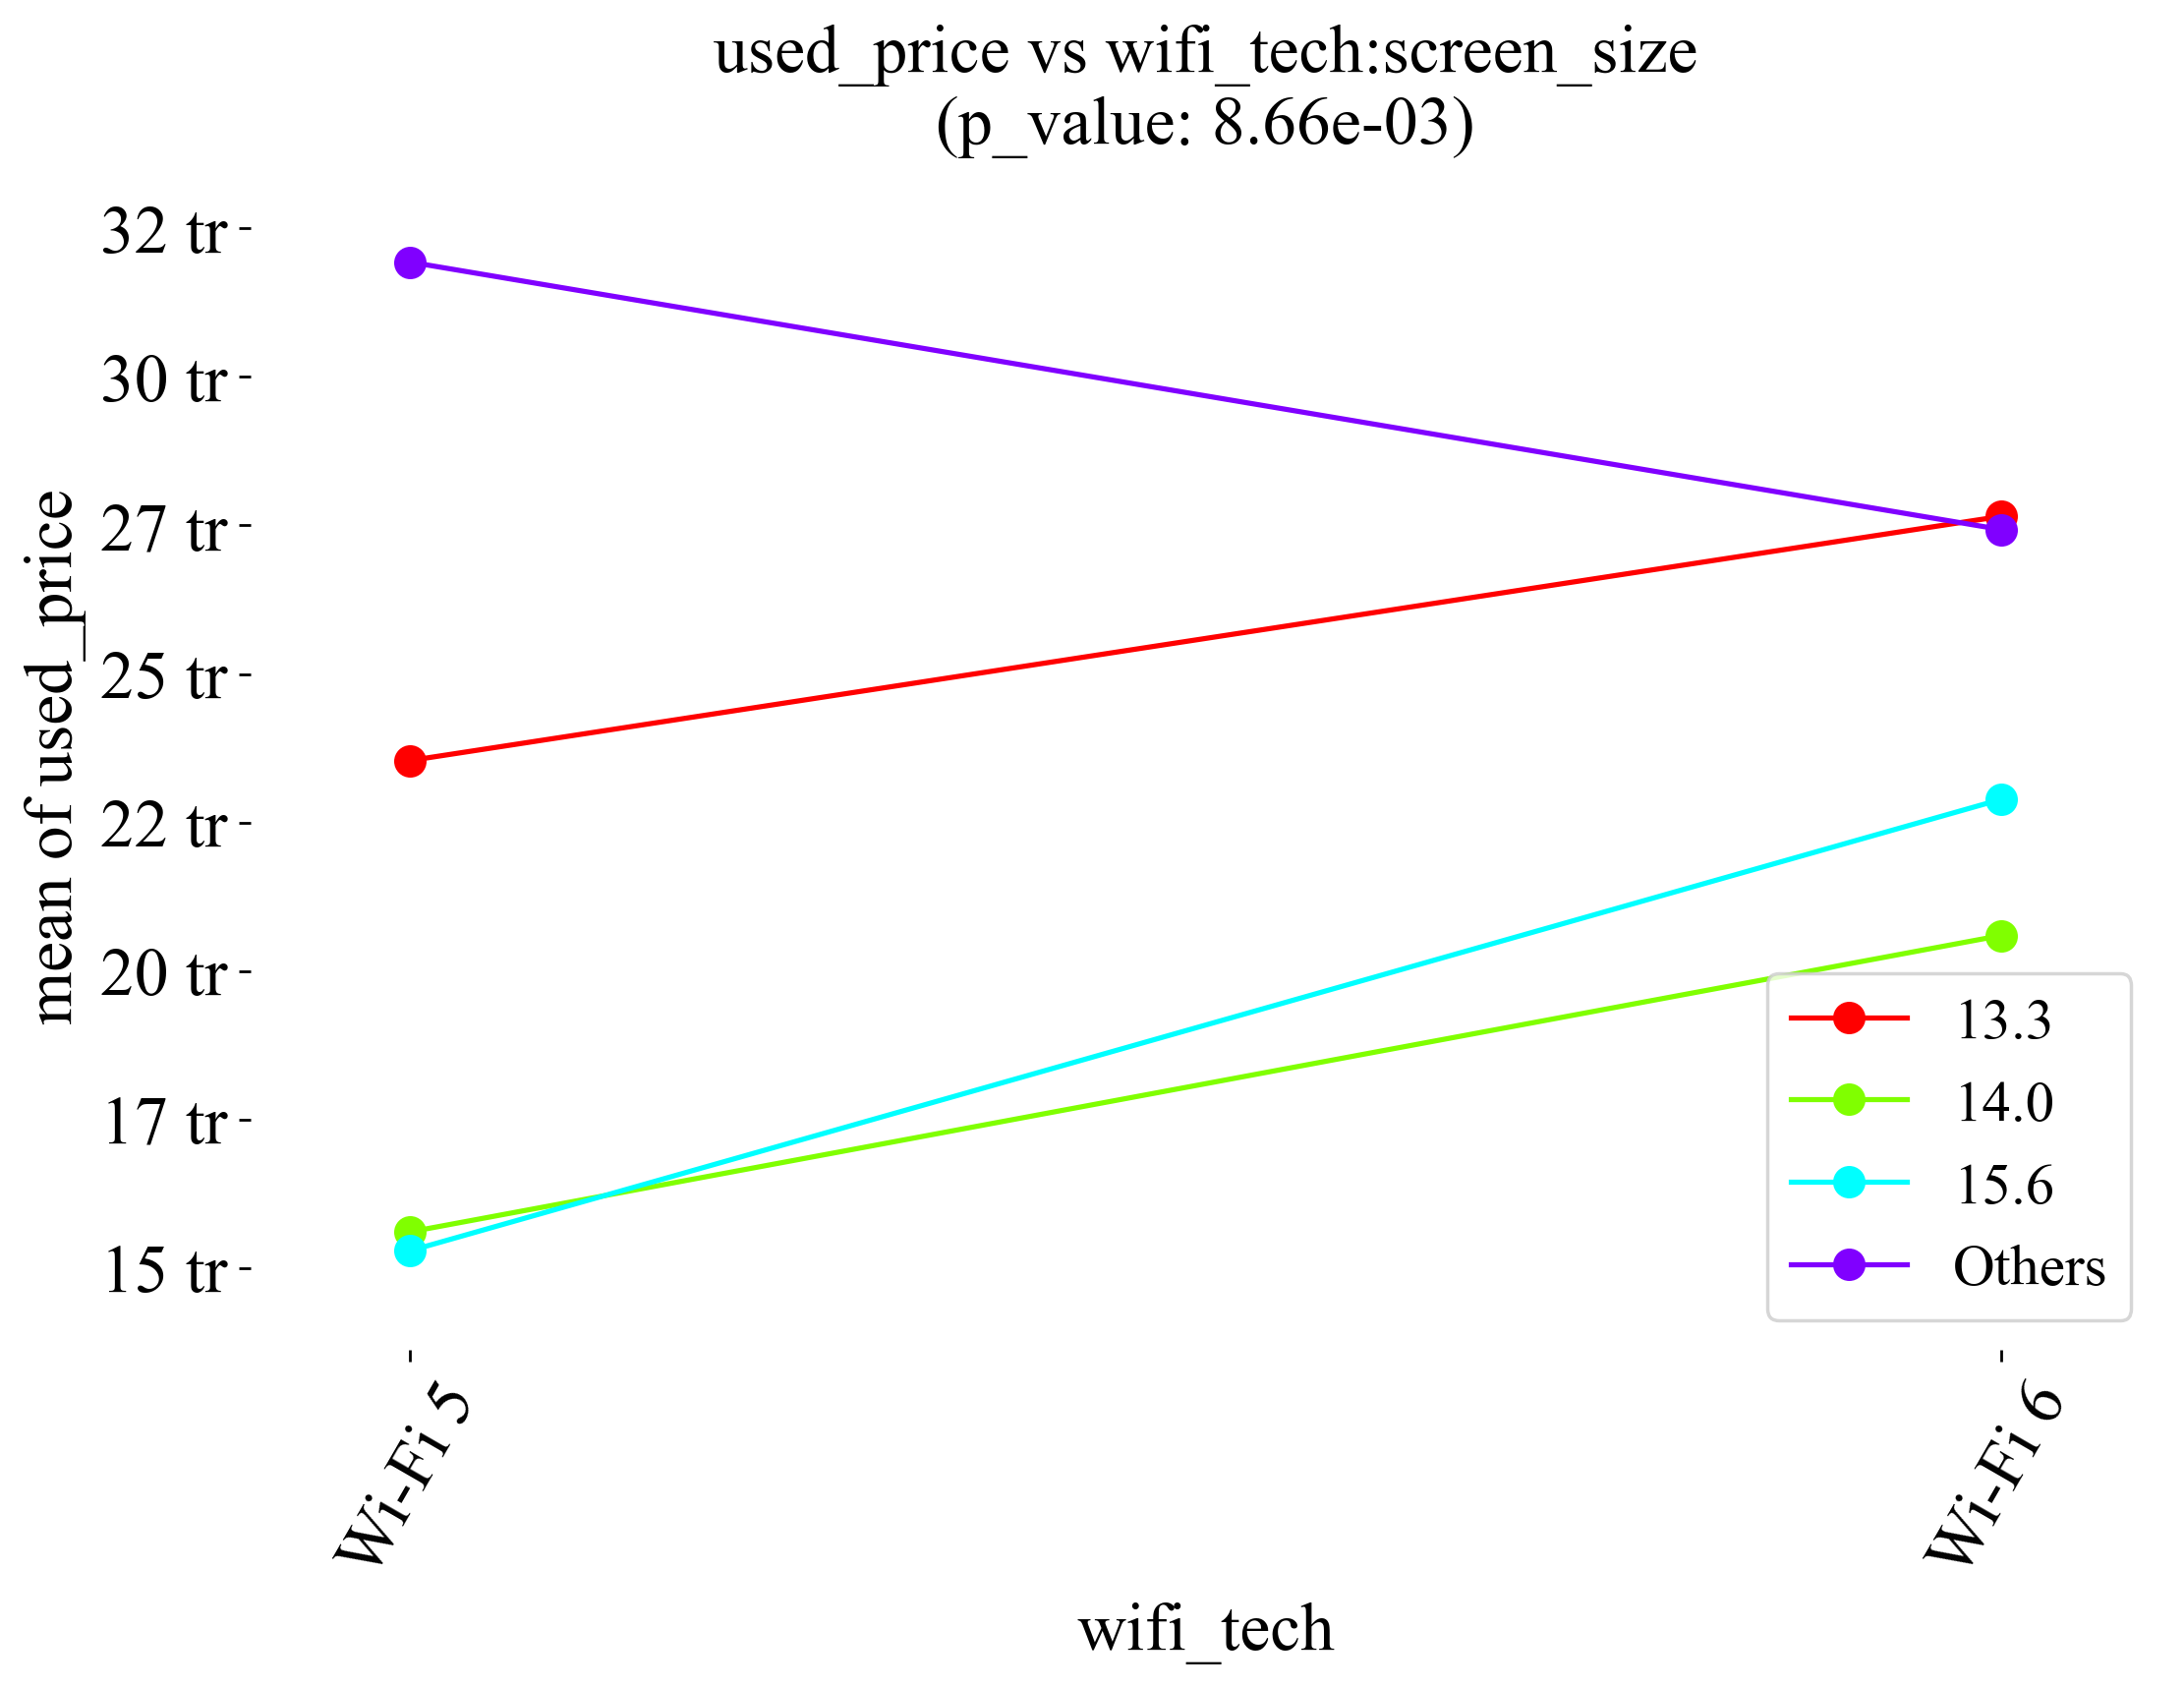 used_price vs wifi_tech:screen_size
(p_value: 8.66e-03)
mean of used_price
32 tr
30 tr
27 tr
25 tr
22 tr
20 tr
17 tr
15 tr
13.3
14.0
15.6
Others
Wi-Fi 5
Wi-Fi 6
wifi_tech